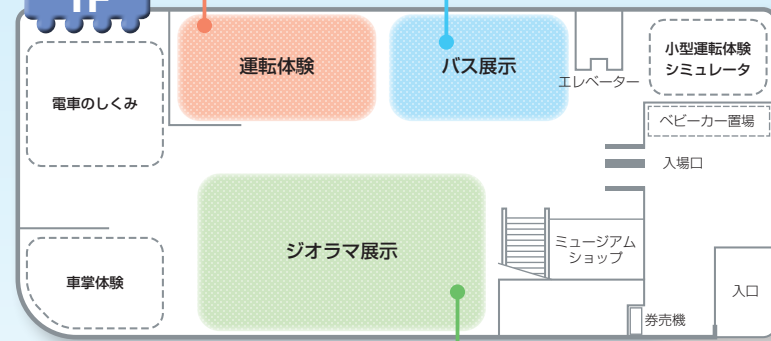 1F
運転体験
バス展示
エレベーター
小型運転体験
シミュレータ
電車のしくみ
ベビーカー置場
入場口
ジオラマ展示
ミュージアム
ショップ
車掌体験
入口
券売機